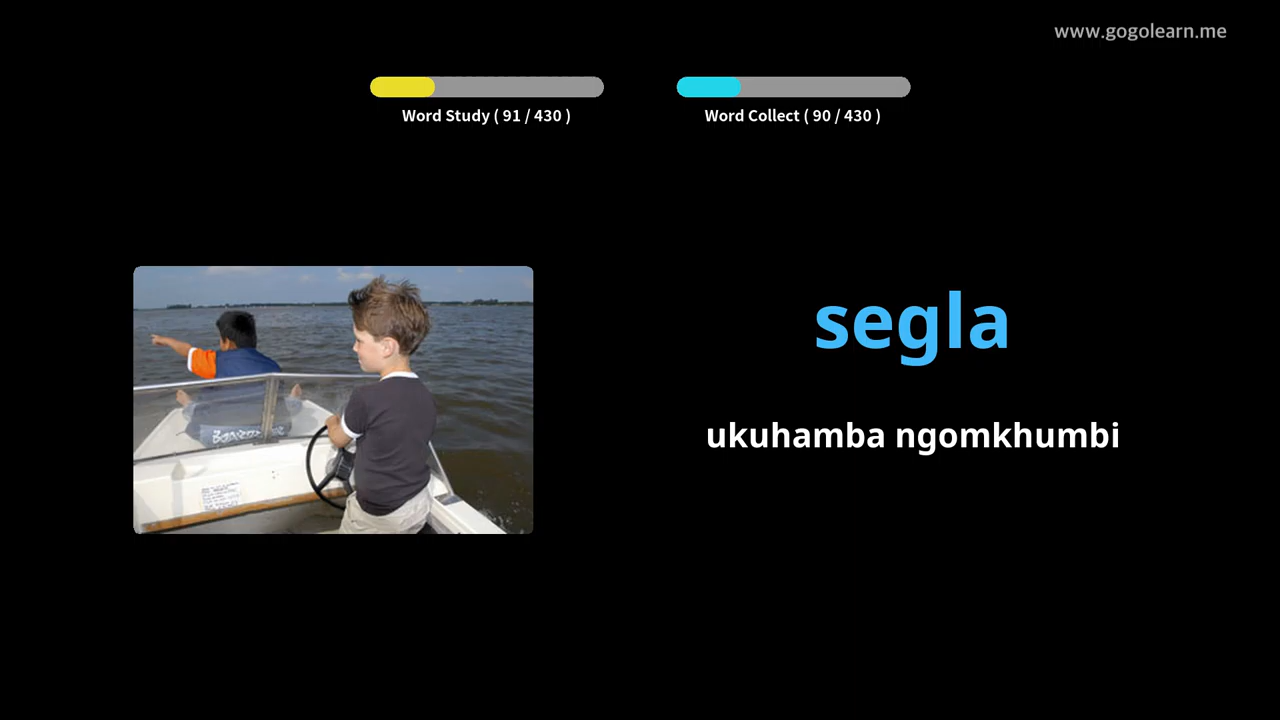 www.gogolearn.me
Word Study ( 91 / 430 )
Word Collect ( 90 / 430 )
segla
ukuhamba ngomkhumbi